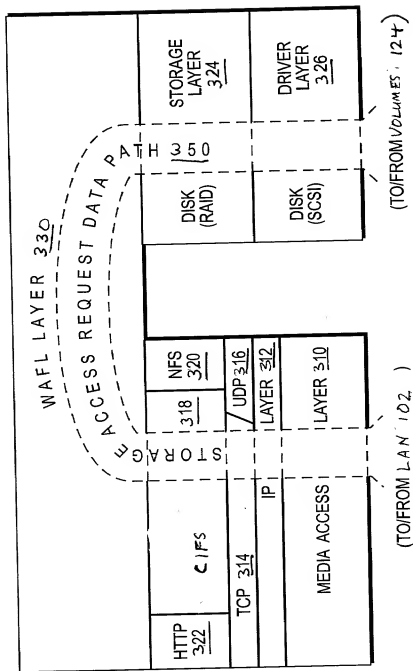 WAFL LAYER 330
STORAGE ACCESS REQUEST DATA PATH 350
HTTP
322
CIFS
318
NFS
320
TCP 314 / UDP 316
IP LAYER 312
MEDIA ACCESS LAYER 310
(TO/FROM LAN 102 )
DISK
(RAID)
STORAGE
LAYER
324
DISK
(SCSI)
DRIVER
LAYER
326
(TO/FROM VOLUMES, 124)